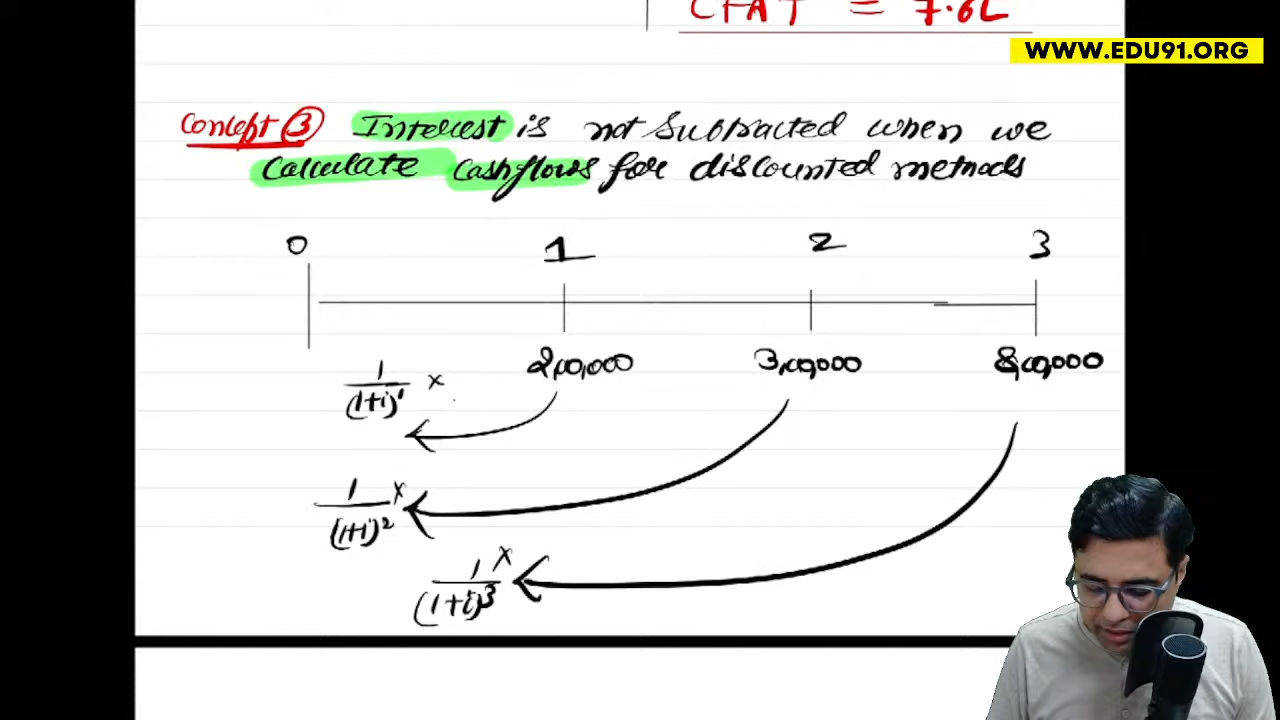 CFAT = 7.6L
WWW.EDU91.ORG
Concept 3 Interest is not Subtracted when we
Calculate Cashflows for discounted methods
0 1 2 3
2,00,000 3,00,000 8,00,000
1 ×
(1+i)¹
1 ×
(1+i)²
1 ×
(1+i)³